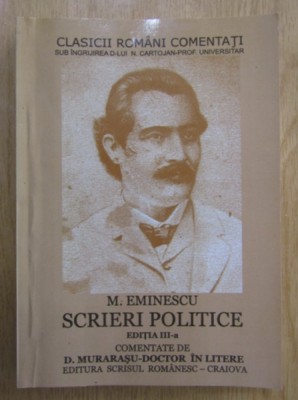 CLASICII ROMÂNI COMENTAȚI
SUB ÎNGRIJIREA D-LUI N. CARTOJAN-PROF. UNIVERSITAR
M. EMINESCU
SCRIERI POLITICE
EDIȚIA III-a
COMENTATE DE
D. MURARAȘU-DOCTOR ÎN LITERE
EDITURA SCRISUL ROMÂNESC – CRAIOVA